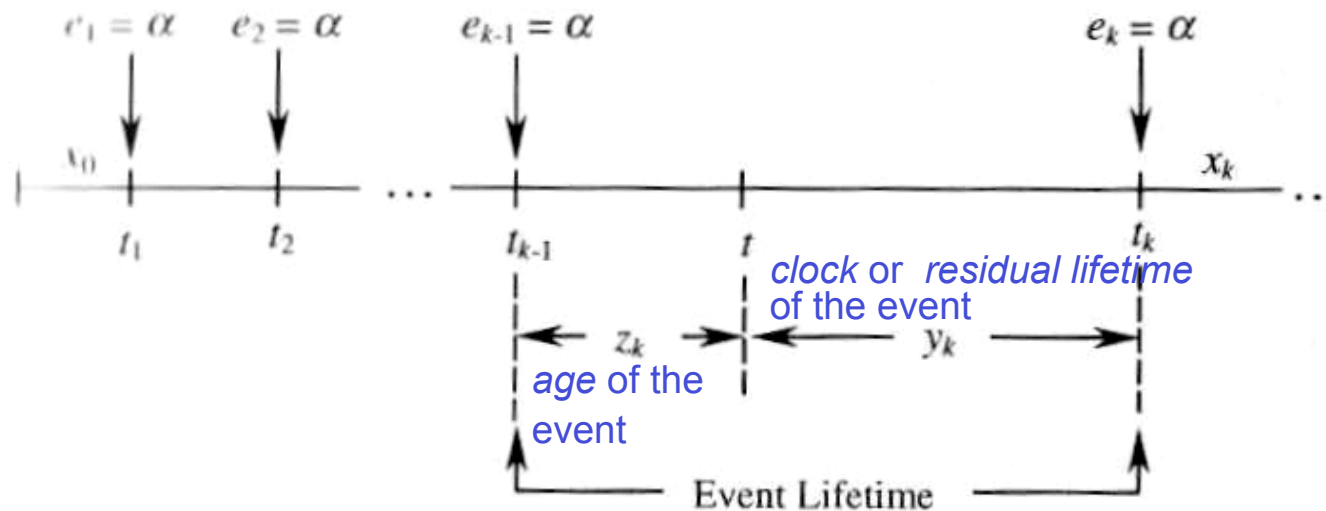 e₁ = α e₂ = α eₖ₋₁ = α eₖ = α
x₀ ... xₖ ..
t₁ t₂ tₖ₋₁ t tₖ
clock or residual lifetime
of the event
zₖ yₖ
age of the
event
Event Lifetime